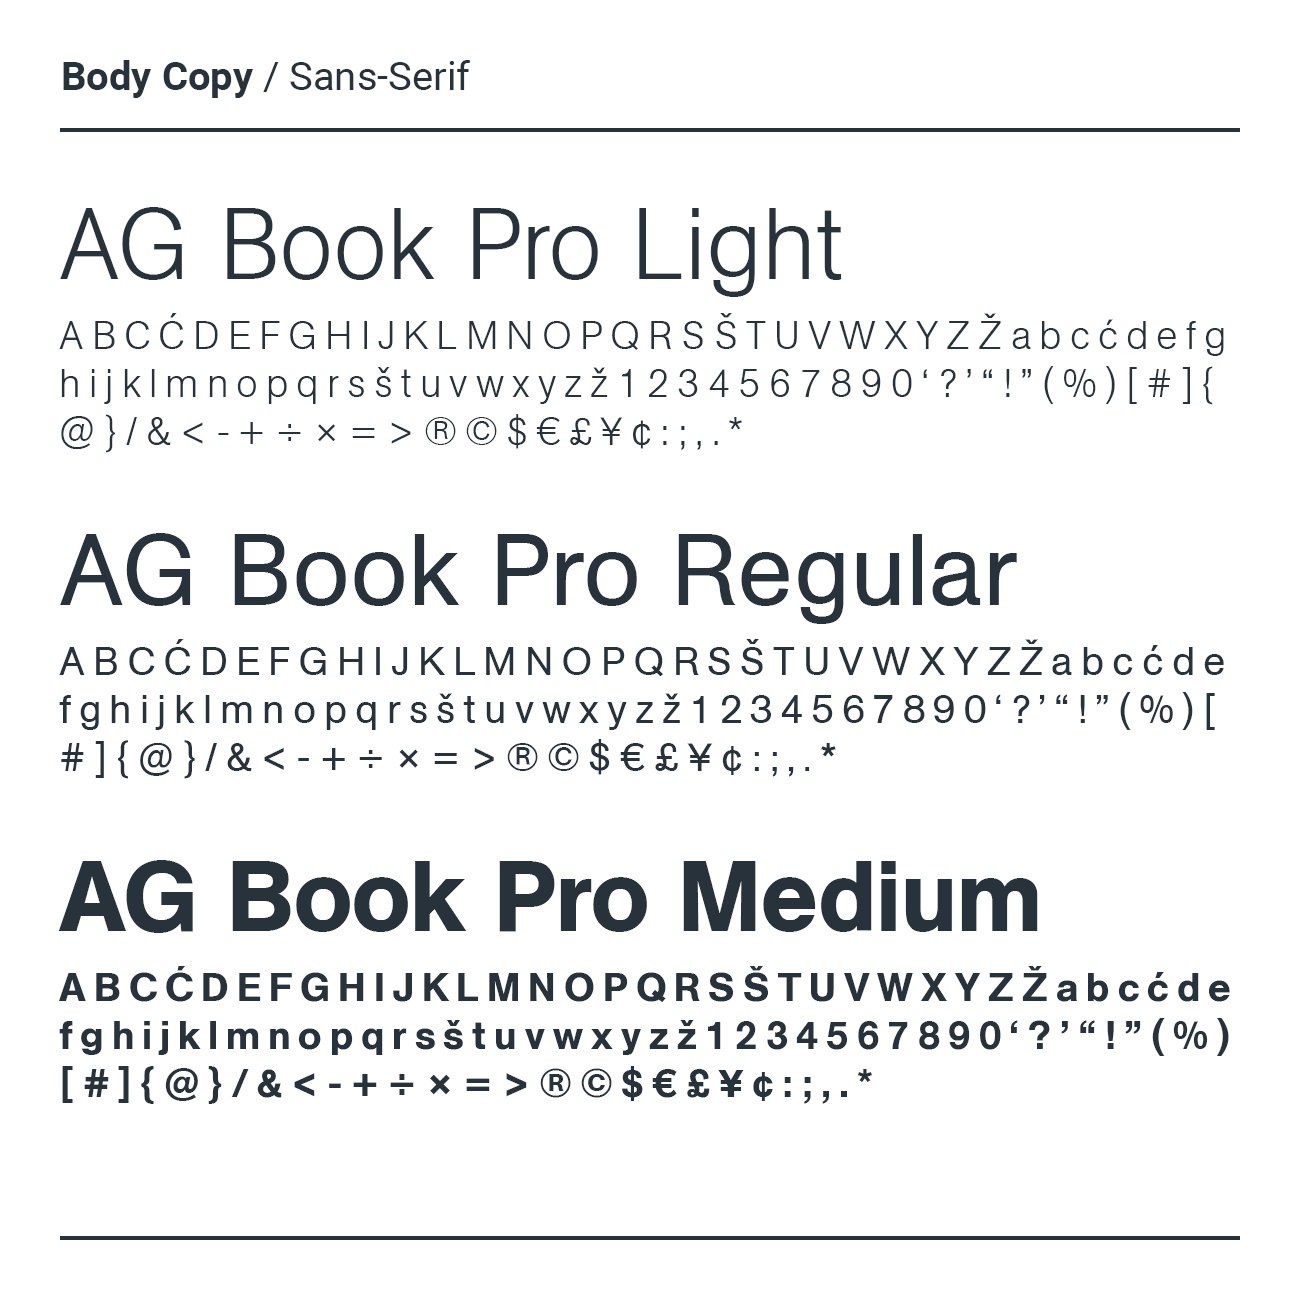 Body Copy / Sans-Serif
AG Book Pro Light
A B C Ć D E F G H I J K L M N O P Q R S Š T U V W X Y Z Ž a b c ć d e f g
h i j k l m n o p q r s š t u v w x y z ž 1 2 3 4 5 6 7 8 9 0 ‘ ? ’ “ ! ” ( % ) [ # ] {
@ } / & < - + ÷ × = > ® © $ € £ ¥ ¢ : ; , . *
AG Book Pro Regular
A B C Ć D E F G H I J K L M N O P Q R S Š T U V W X Y Z Ž a b c ć d e
f g h i j k l m n o p q r s š t u v w x y z ž 1 2 3 4 5 6 7 8 9 0 ‘ ? ’ “ ! ” ( % ) [
# ] { @ } / & < - + ÷ × = > ® © $ € £ ¥ ¢ : ; , . *
AG Book Pro Medium
A B C Ć D E F G H I J K L M N O P Q R S Š T U V W X Y Z Ž a b c ć d e
f g h i j k l m n o p q r s š t u v w x y z ž 1 2 3 4 5 6 7 8 9 0 ‘ ? ’ “ ! ” ( % )
[ # ] { @ } / & < - + ÷ × = > ® © $ € £ ¥ ¢ : ; , . *